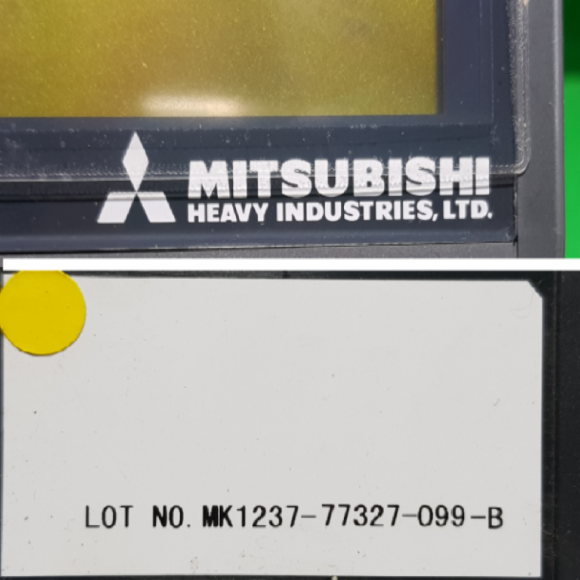 MITSUBISHI
HEAVY INDUSTRIES, LTD.
LOT NO. MK1237-77327-099-B